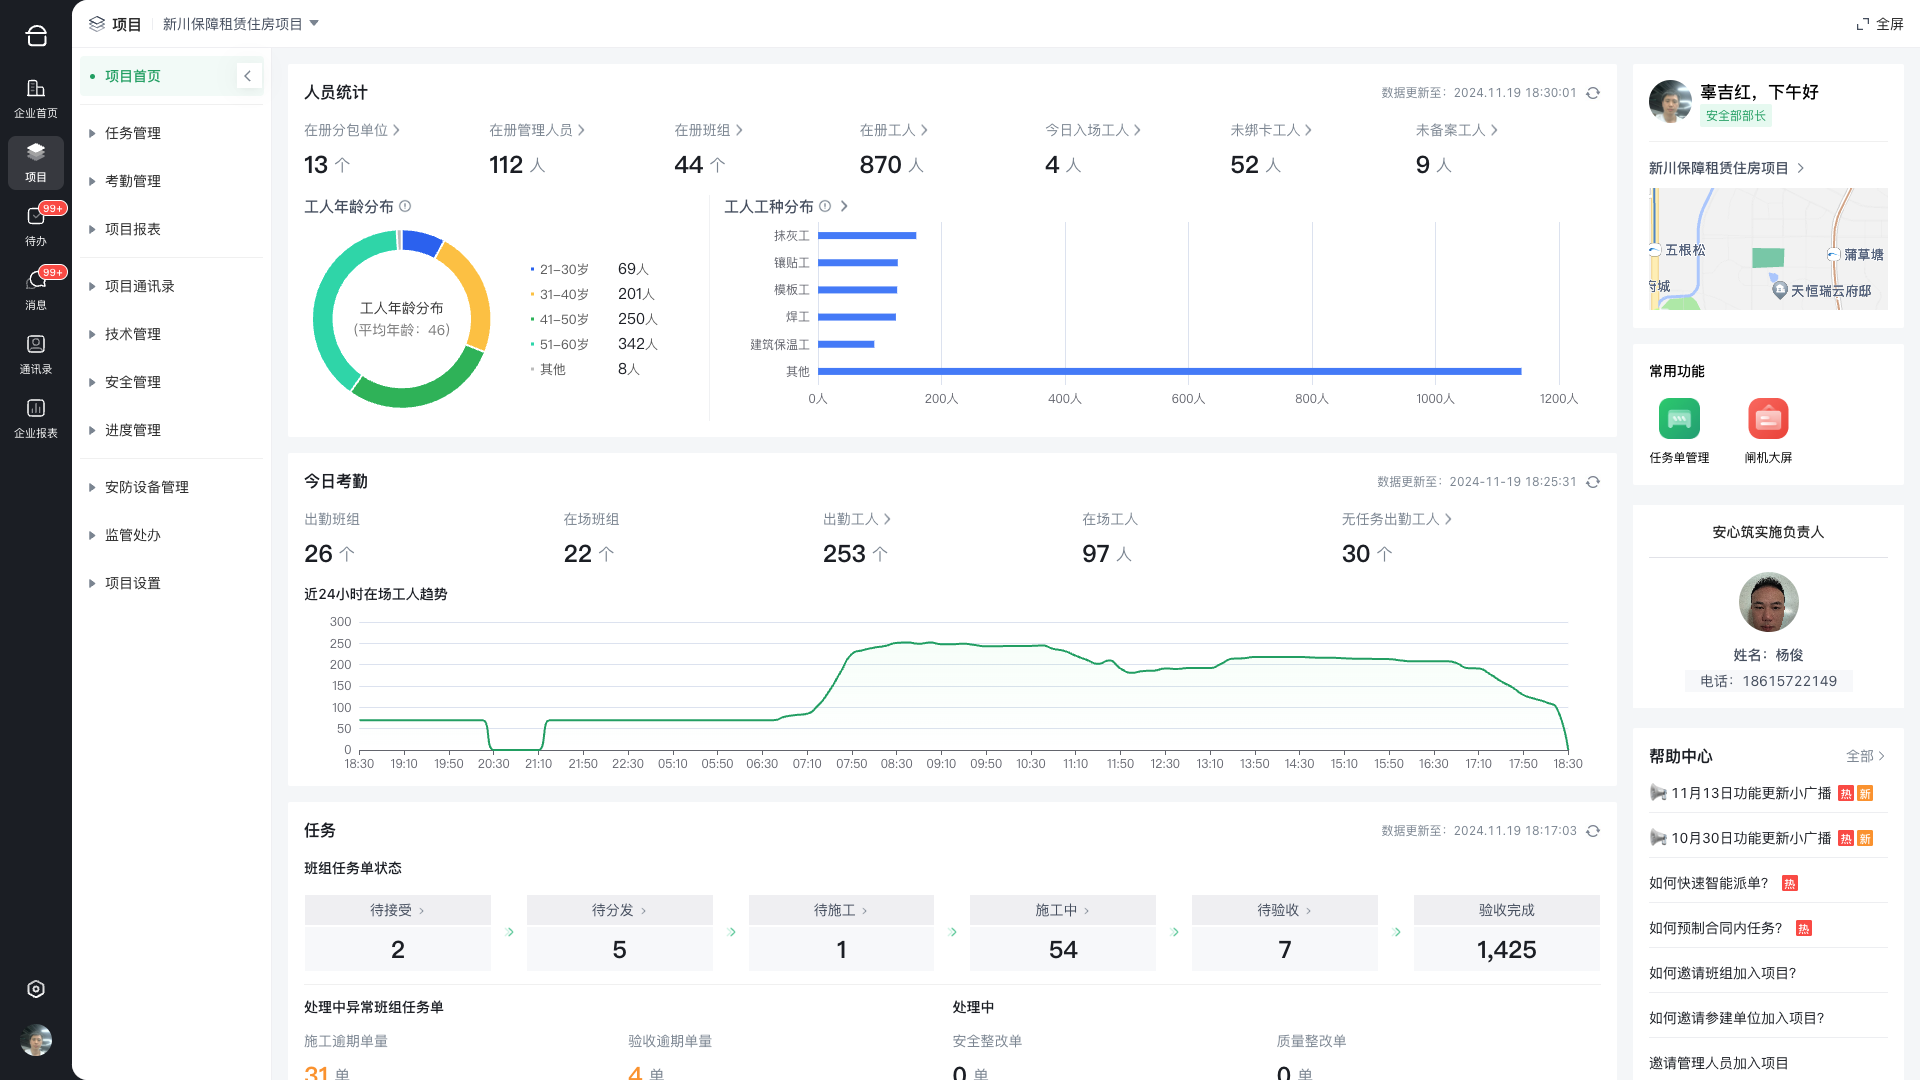 项目
新川保障租赁住房项目
全屏
企业首页
项目
99+
待办
99+
消息
通讯录
企业报表
项目首页
任务管理
考勤管理
项目报表
项目通讯录
技术管理
安全管理
进度管理
安防设备管理
监管处办
项目设置
人员统计
数据更新至：2024.11.19 18:30:01
在册分包单位 在册管理人员 在册班组 在册工人 今日入场工人 未绑卡工人 未备案工人
13 个 112 人 44 个 870 人 4 人 52 人 9 人
工人年龄分布
工人年龄分布
(平均年龄：46)
21-30岁 69人
31-40岁 201人
41-50岁 250人
51-60岁 342人
其他 8人
工人工种分布
抹灰工
镶贴工
模板工
焊工
建筑保温工
其他
0人 200人 400人 600人 800人 1000人 1200人
今日考勤
数据更新至：2024-11-19 18:25:31
出勤班组 在场班组 出勤工人 在场工人 无任务出勤工人
26 个 22 个 253 个 97 人 30 个
近24小时在场工人趋势
300
250
200
150
100
50
0
18:30 19:10 19:50 20:30 21:10 21:50 22:30 05:10 05:50 06:30 07:10 07:50 08:30 09:10 09:50 10:30 11:10 11:50 12:30 13:10 13:50 14:30 15:10 15:50 16:30 17:10 17:50 18:30
任务
数据更新至：2024.11.19 18:17:03
班组任务单状态
待接受 待分发 待施工 施工中 待验收 验收完成
2 5 1 54 7 1,425
处理中异常班组任务单 处理中
施工逾期单量 验收逾期单量 安全整改单 质量整改单
31 单 4 单 0 单 0 单
辜吉红，下午好
安全部部长
新川保障租赁住房项目
五根松
蒲草塘
府城
天恒瑞云府邸
常用功能
任务单管理 闸机大屏
安心筑实施负责人
姓名：杨俊
电话：18615722149
帮助中心 全部
11月13日功能更新小广播 热 新
10月30日功能更新小广播 热 新
如何快速智能派单？ 热
如何预制合同内任务？ 热
如何邀请班组加入项目？
如何邀请参建单位加入项目？
邀请管理人员加入项目